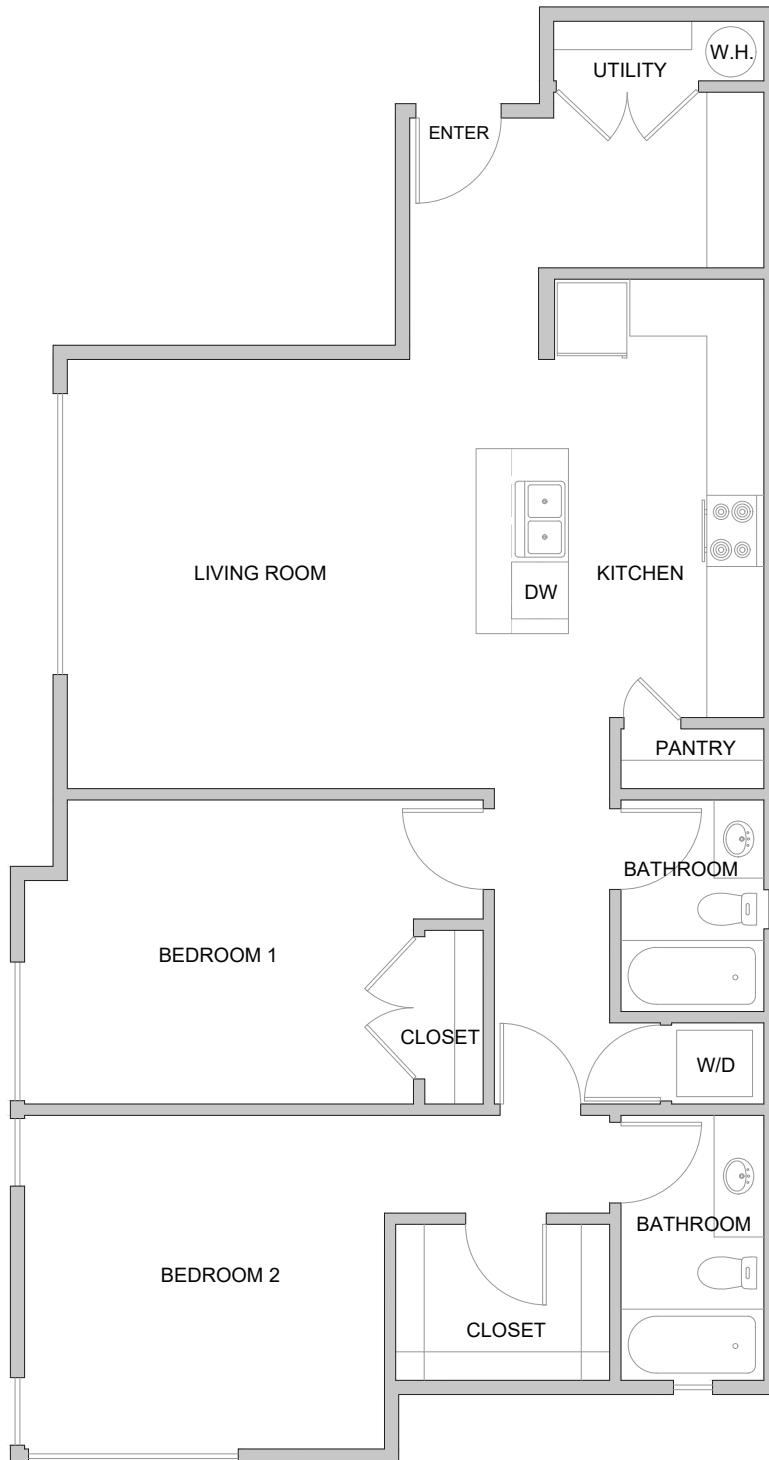 W.H.
UTILITY
ENTER
LIVING ROOM
KITCHEN
DW
PANTRY
BATHROOM
BEDROOM 1
CLOSET
W/D
BATHROOM
BEDROOM 2
CLOSET